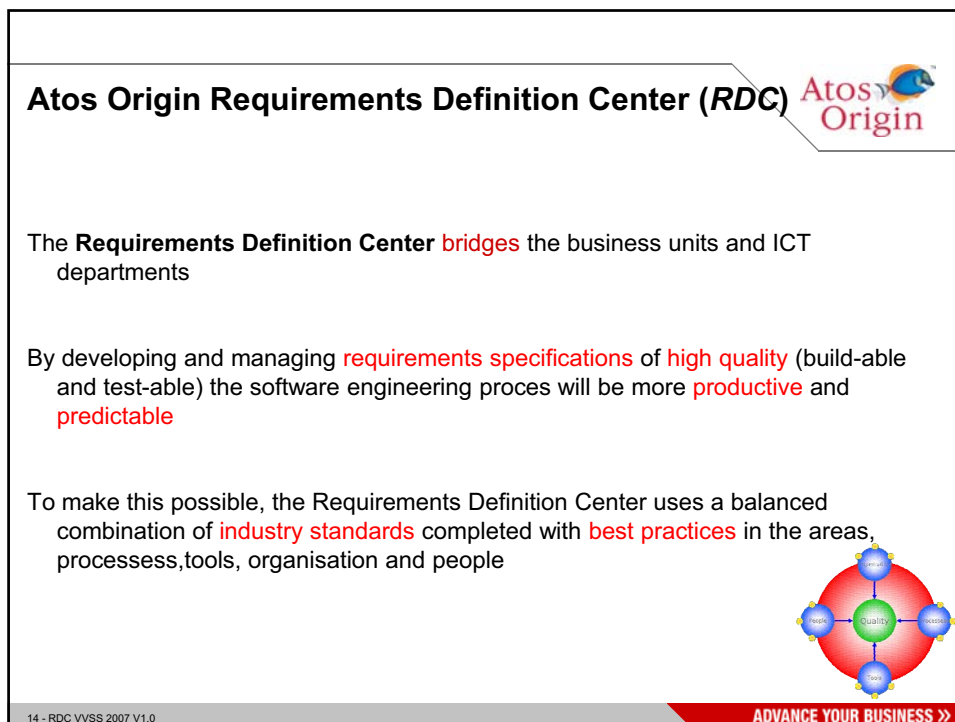 Atos Origin Requirements Definition Center (RDC)
Atos
Origin
The Requirements Definition Center bridges the business units and ICT
departments
By developing and managing requirements specifications of high quality (build-able
and test-able) the software engineering proces will be more productive and
predictable
To make this possible, the Requirements Definition Center uses a balanced
combination of industry standards completed with best practices in the areas,
processess,tools, organisation and people
People
Quality
Tools
14 - RDC VVSS 2007 V1.0
ADVANCE YOUR BUSINESS »